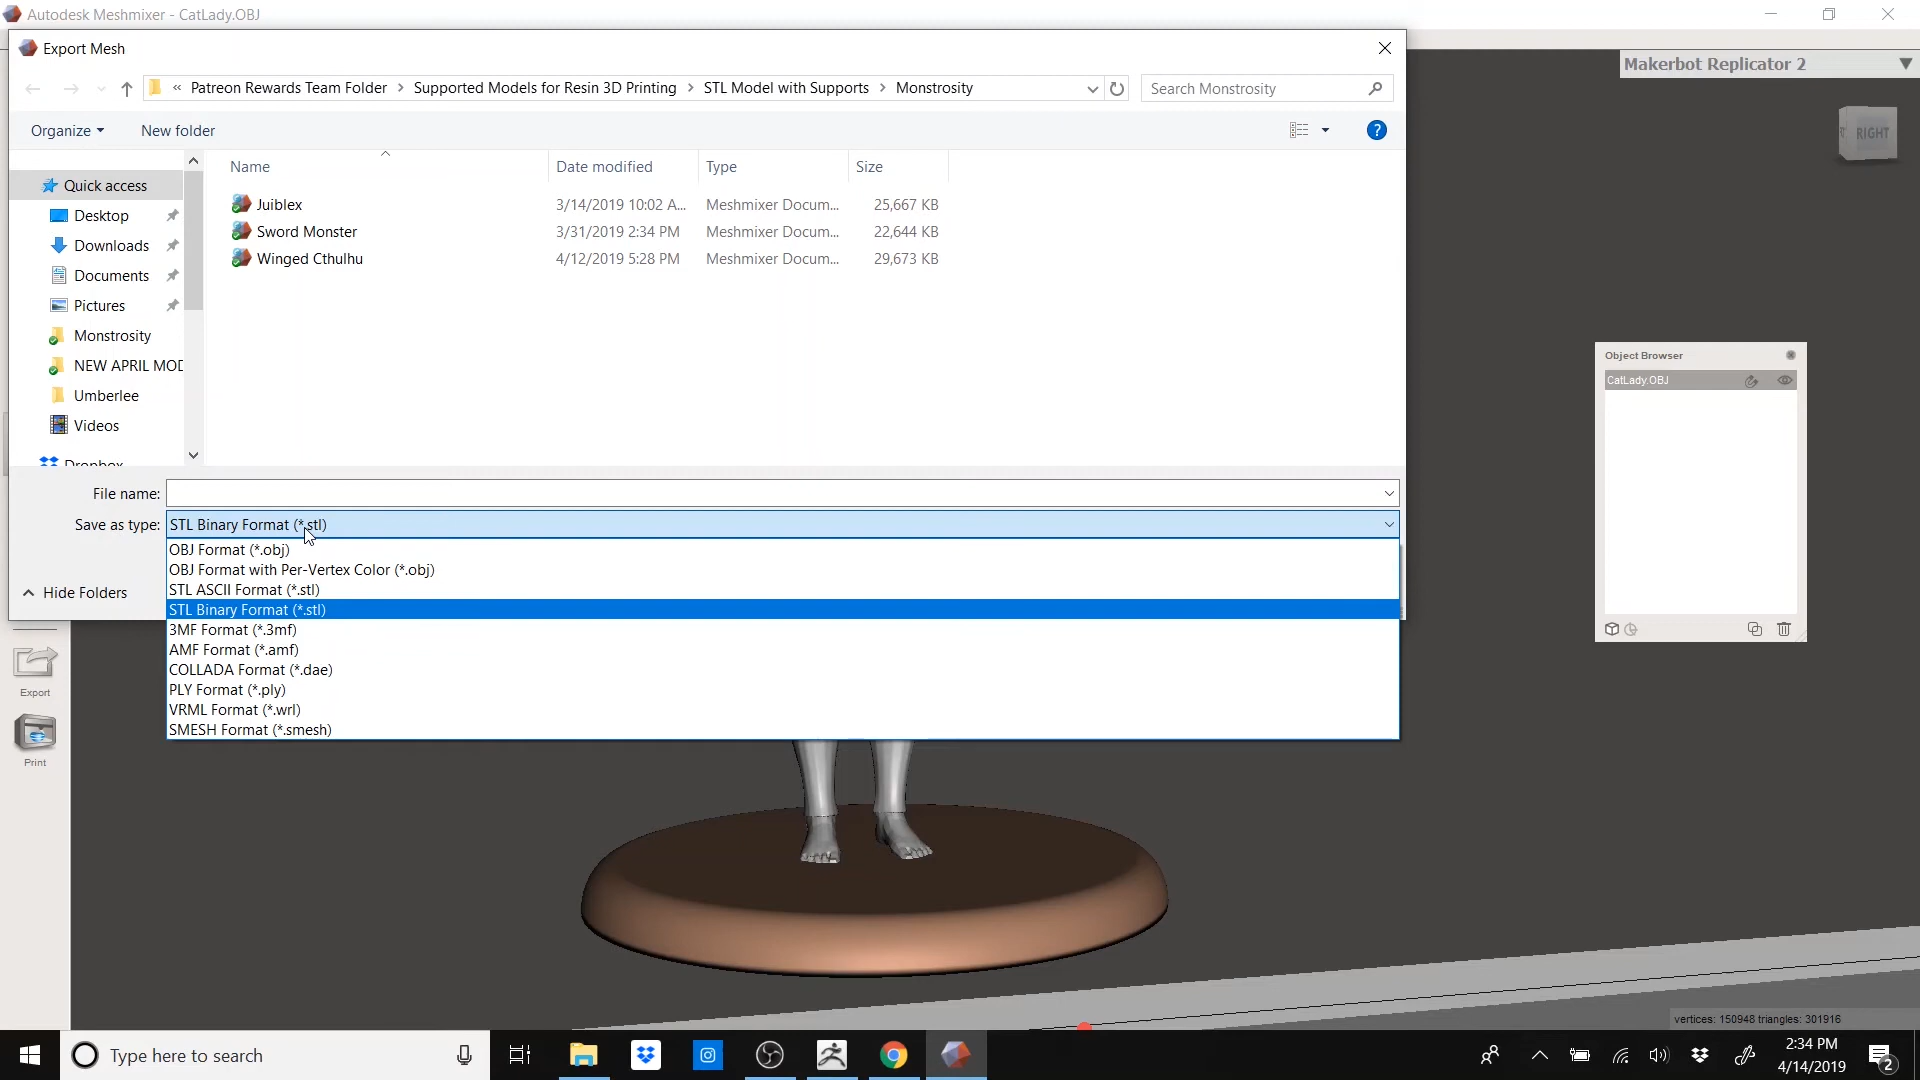 Autodesk Meshmixer - CatLady.OBJ
Export Mesh
Makerbot Replicator 2
« Patreon Rewards Team Folder > Supported Models for Resin 3D Printing > STL Model with Supports > Monstrosity
Search Monstrosity
Organize
New folder
?
RIGHT
Name
Date modified
Type
Size
Quick access
Desktop
Downloads
Documents
Pictures
Monstrosity
NEW APRIL MOD
Umberlee
Videos
Dropbox
Juiblex 3/14/2019 10:02 A... Meshmixer Docum... 25,667 KB
Sword Monster 3/31/2019 2:34 PM Meshmixer Docum... 22,644 KB
Winged Cthulhu 4/12/2019 5:28 PM Meshmixer Docum... 29,673 KB
Object Browser
CatLady.OBJ
File name:
Save as type: STL Binary Format (*.stl)
OBJ Format (*.obj)
OBJ Format with Per-Vertex Color (*.obj)
STL ASCII Format (*.stl)
STL Binary Format (*.stl)
3MF Format (*.3mf)
AMF Format (*.amf)
COLLADA Format (*.dae)
PLY Format (*.ply)
VRML Format (*.wrl)
SMESH Format (*.smesh)
Hide Folders
Export
Print
vertices: 150948 triangles: 301916
Type here to search
2:34 PM
4/14/2019
2